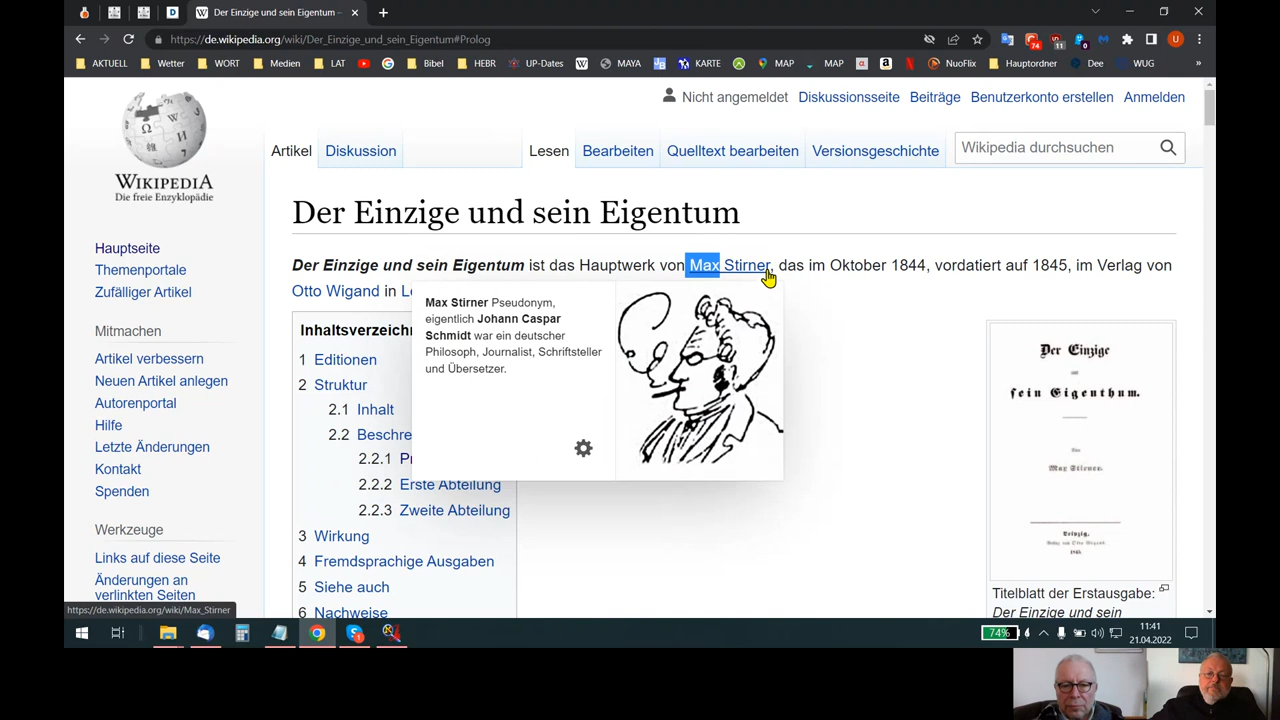 Der Einzige und sein Eigentum –
https://de.wikipedia.org/wiki/Der_Einzige_und_sein_Eigentum#Prolog
74
11
0
U
AKTUELL
Wetter
WORT
Medien
LAT
Bibel
HEBR
UP-Dates
MAYA
KARTE
MAP
MAP
NuoFlix
Hauptordner
Dee
WUG
»
WIKIPEDIA
Die freie Enzyklopädie
Nicht angemeldet Diskussionsseite Beiträge Benutzerkonto erstellen Anmelden
Artikel Diskussion
Lesen Bearbeiten Quelltext bearbeiten Versionsgeschichte
Wikipedia durchsuchen
Hauptseite
Themenportale
Zufälliger Artikel
Mitmachen
Artikel verbessern
Neuen Artikel anlegen
Autorenportal
Hilfe
Letzte Änderungen
Kontakt
Spenden
Werkzeuge
Links auf diese Seite
Änderungen an
verlinkten Seiten
https://de.wikipedia.org/wiki/Max_Stirner
Der Einzige und sein Eigentum
Der Einzige und sein Eigentum ist das Hauptwerk von Max Stirner, das im Oktober 1844, vordatiert auf 1845, im Verlag von
Otto Wigand in Le
Inhaltsverzeichn
1 Editionen
2 Struktur
2.1 Inhalt
2.2 Beschre
2.2.1 Pr
2.2.2 Erste Abteilung
2.2.3 Zweite Abteilung
3 Wirkung
4 Fremdsprachige Ausgaben
5 Siehe auch
6 Nachweise
Max Stirner Pseudonym,
eigentlich Johann Caspar
Schmidt war ein deutscher
Philosoph, Journalist, Schriftsteller
und Übersetzer.
Der Einzige
und
sein Eigenthum.
Max Stirner.
Leipzig,
Titelblatt der Erstausgabe:
Der Einzige und sein
74%
11:41
21.04.2022